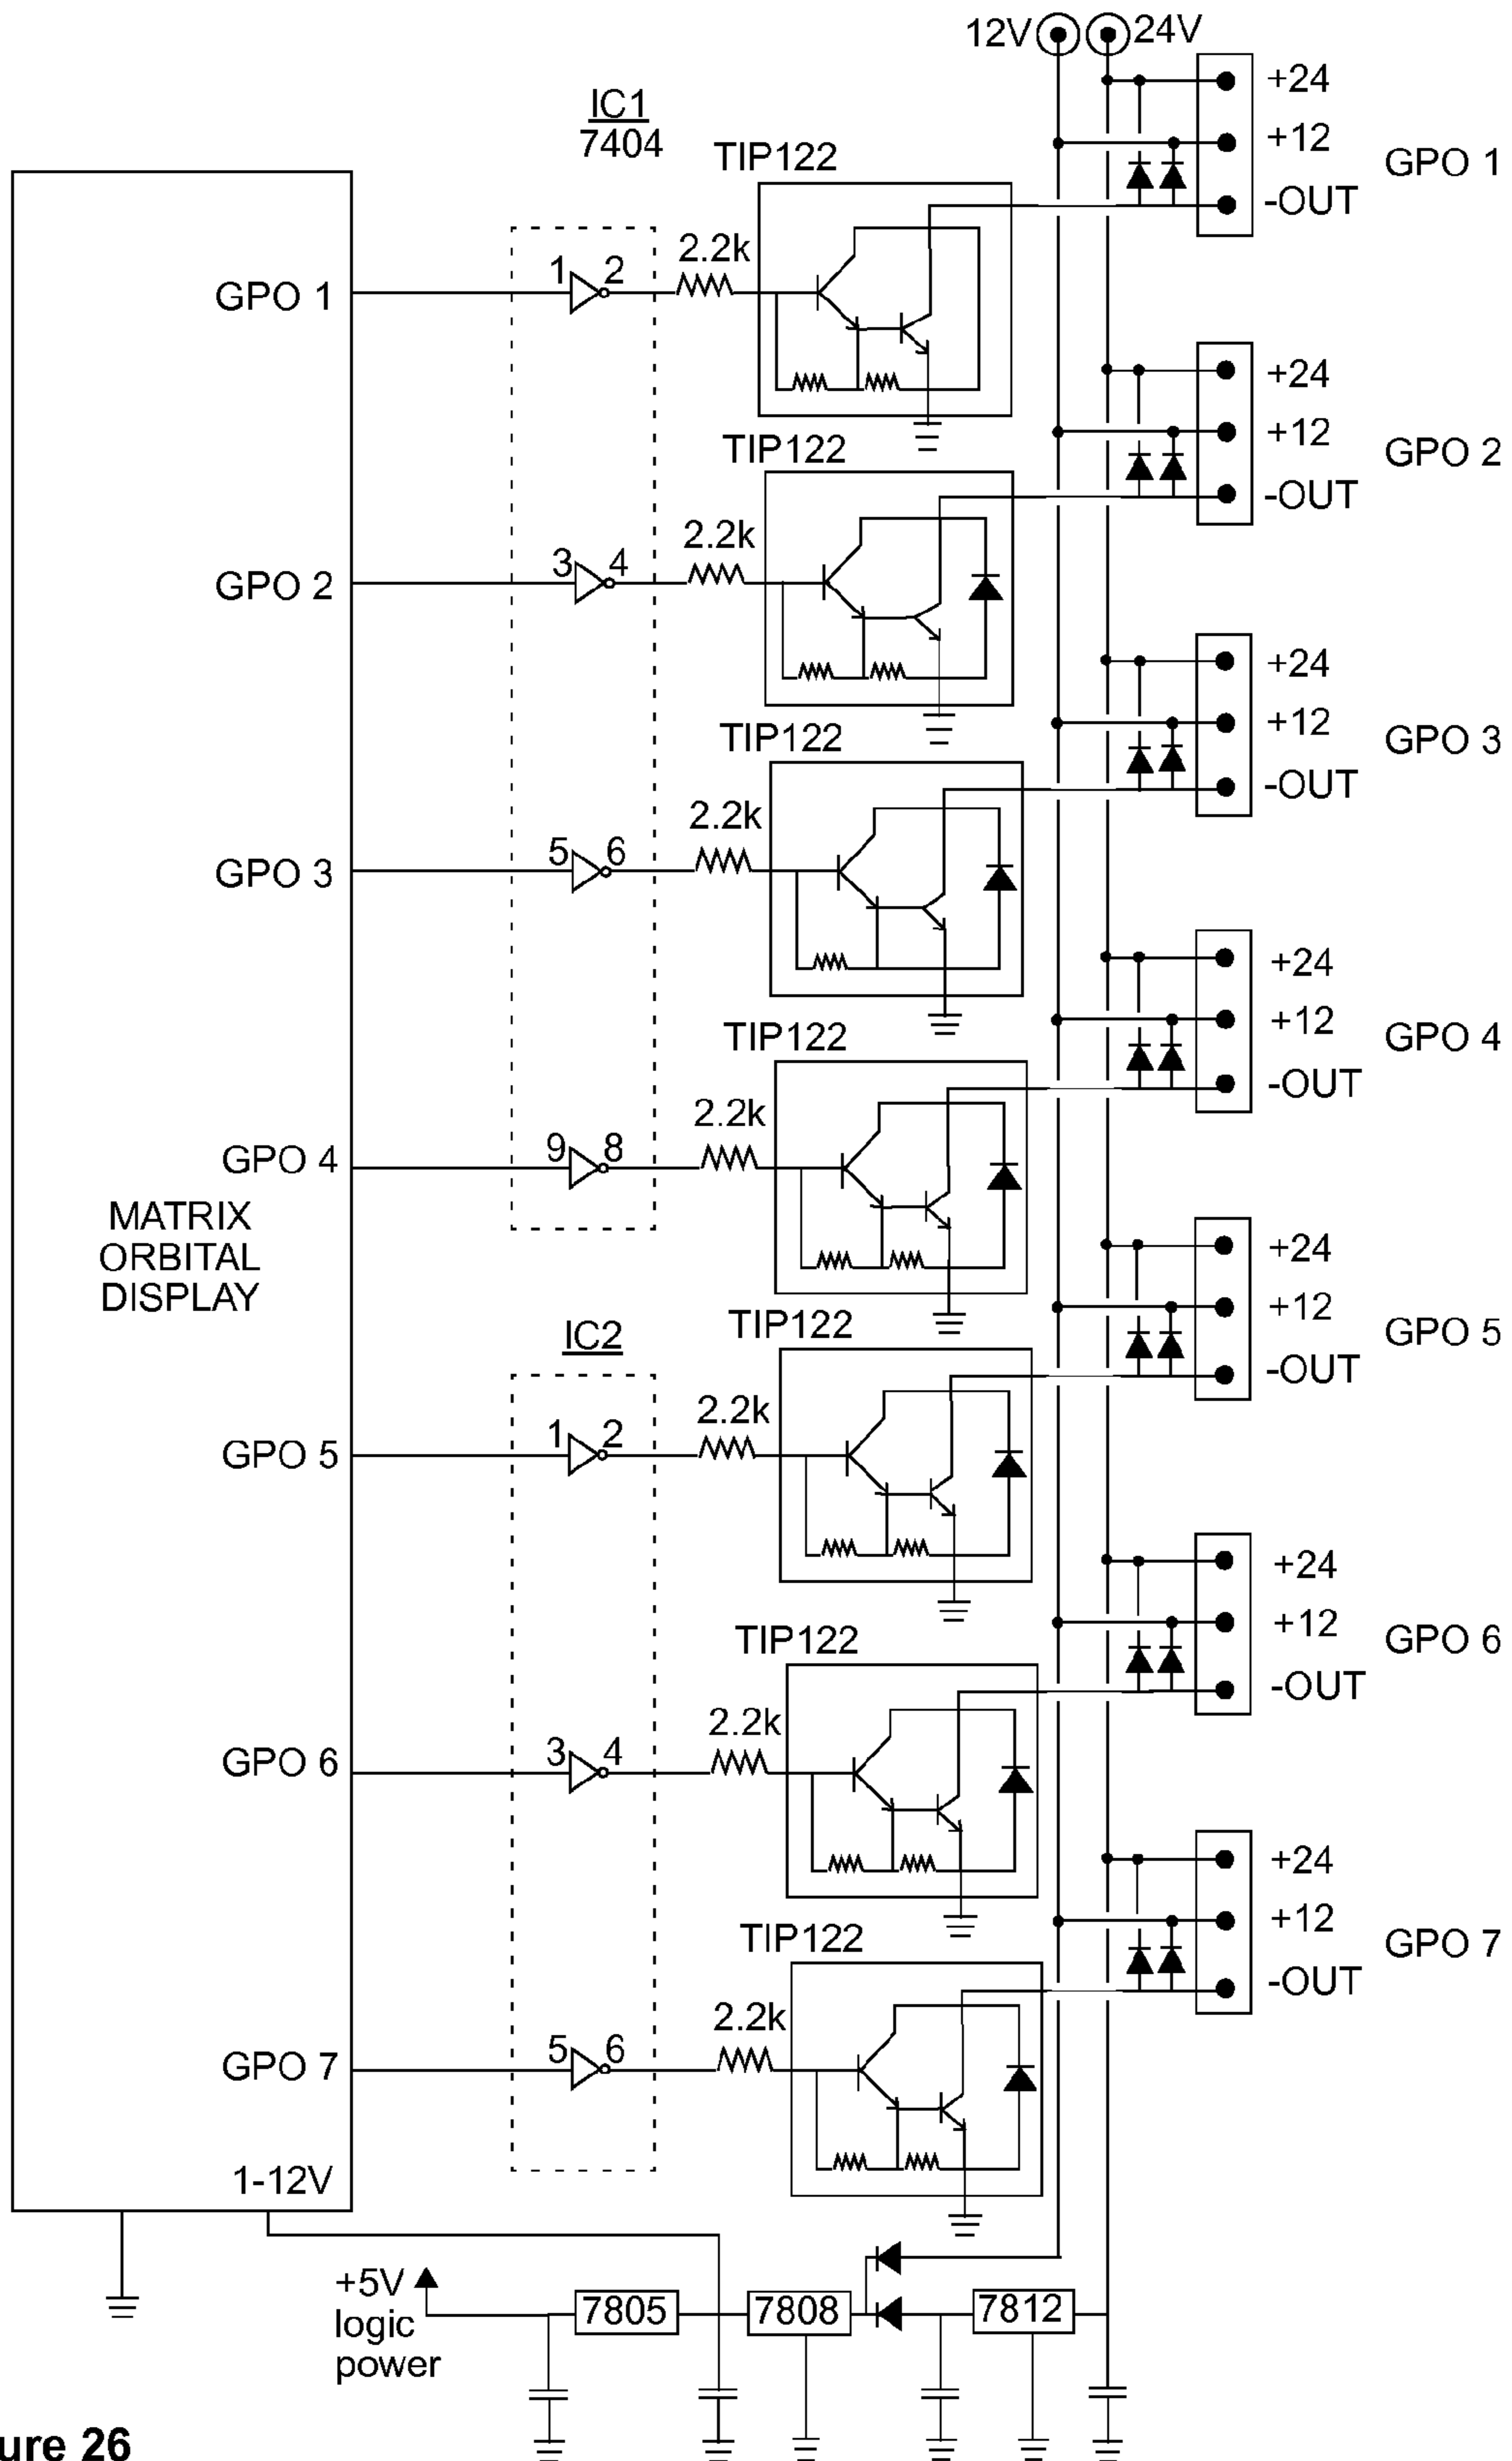 12V 24V
IC1
7404
TIP122
+24
+12
-OUT
GPO 1
GPO 1
1 2
2.2k
TIP122
+24
+12
-OUT
GPO 2
GPO 2
3 4
2.2k
TIP122
+24
+12
-OUT
GPO 3
GPO 3
5 6
2.2k
TIP122
+24
+12
-OUT
GPO 4
GPO 4
9 8
2.2k
MATRIX
ORBITAL
DISPLAY
IC2
TIP122
+24
+12
-OUT
GPO 5
GPO 5
1 2
2.2k
TIP122
+24
+12
-OUT
GPO 6
GPO 6
3 4
2.2k
TIP122
+24
+12
-OUT
GPO 7
GPO 7
5 6
2.2k
1-12V
+5V
logic
power
7805
7808
7812
ure 26